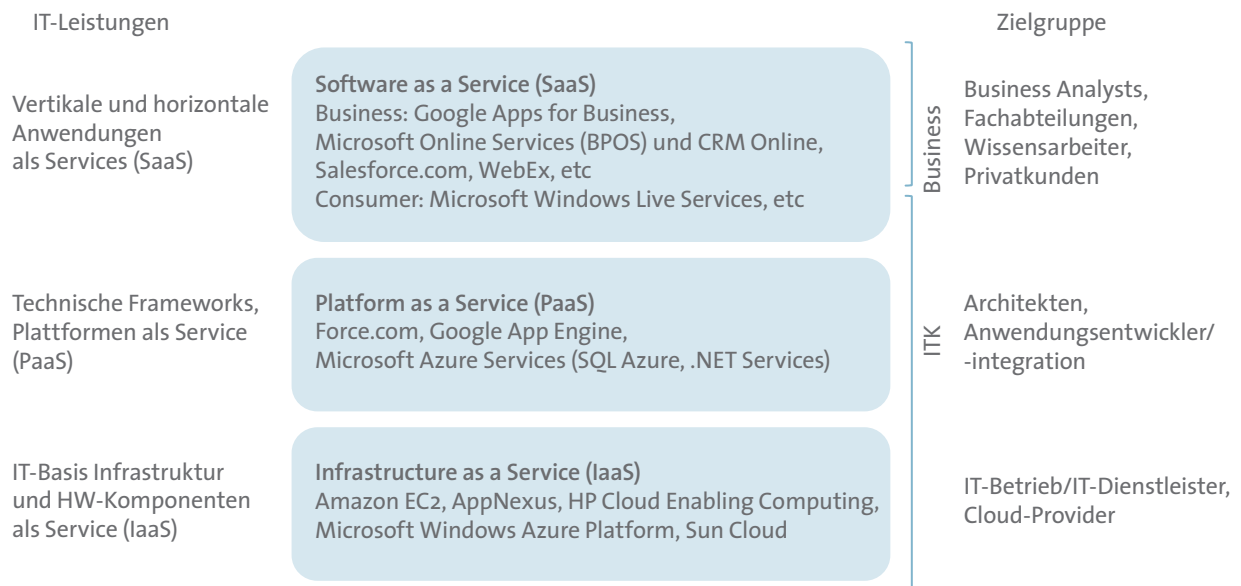 IT-Leistungen
Zielgruppe
Vertikale und horizontale
Anwendungen
als Services (SaaS)
Software as a Service (SaaS)
Business: Google Apps for Business,
Microsoft Online Services (BPOS) und CRM Online,
Salesforce.com, WebEx, etc
Consumer: Microsoft Windows Live Services, etc
Business
Business Analysts,
Fachabteilungen,
Wissensarbeiter,
Privatkunden
Technische Frameworks,
Plattformen als Service
(PaaS)
Platform as a Service (PaaS)
Force.com, Google App Engine,
Microsoft Azure Services (SQL Azure, .NET Services)
ITK
Architekten,
Anwendungsentwickler/
-integration
IT-Basis Infrastruktur
und HW-Komponenten
als Service (IaaS)
Infrastructure as a Service (IaaS)
Amazon EC2, AppNexus, HP Cloud Enabling Computing,
Microsoft Windows Azure Platform, Sun Cloud
IT-Betrieb/IT-Dienstleister,
Cloud-Provider